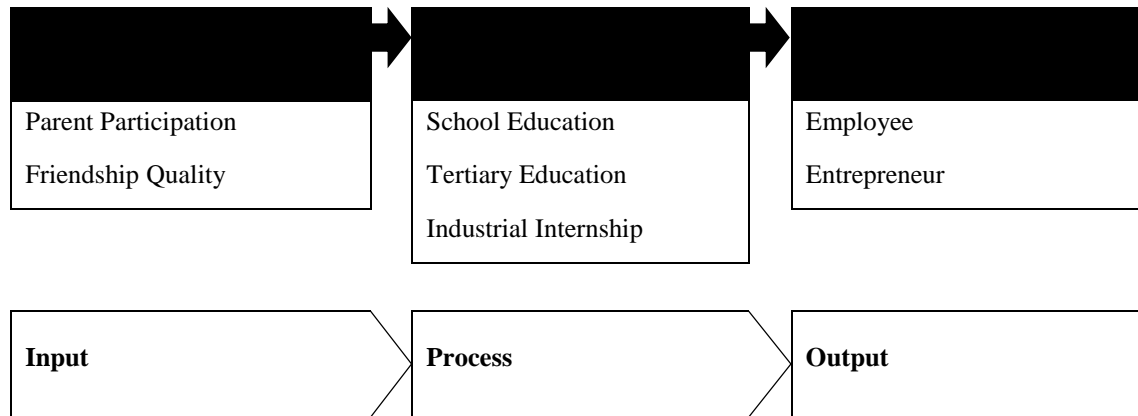 Parent Participation
Friendship Quality
School Education
Tertiary Education
Industrial Internship
Employee
Entrepreneur
Input
Process
Output